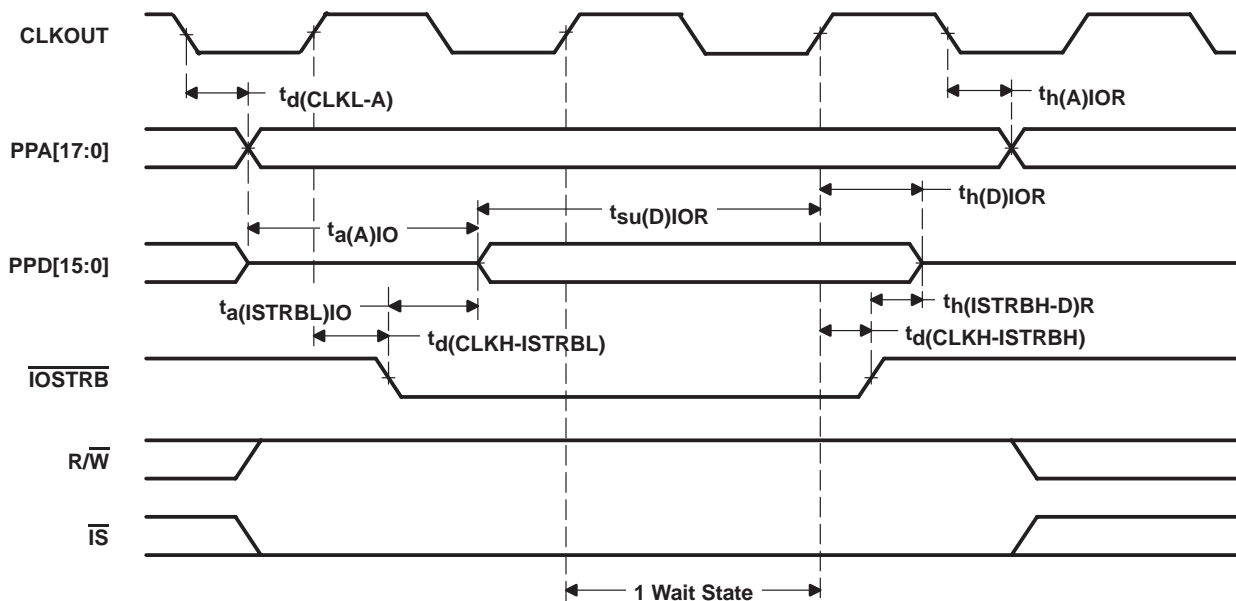 CLKOUT
td(CLKL-A)
th(A)IOR
PPA[17:0]
th(D)IOR
tsu(D)IOR
ta(A)IO
PPD[15:0]
ta(ISTRBL)IO
th(ISTRBH-D)R
td(CLKH-ISTRBL)
td(CLKH-ISTRBH)
IOSTRB
R/W
IS
1 Wait State